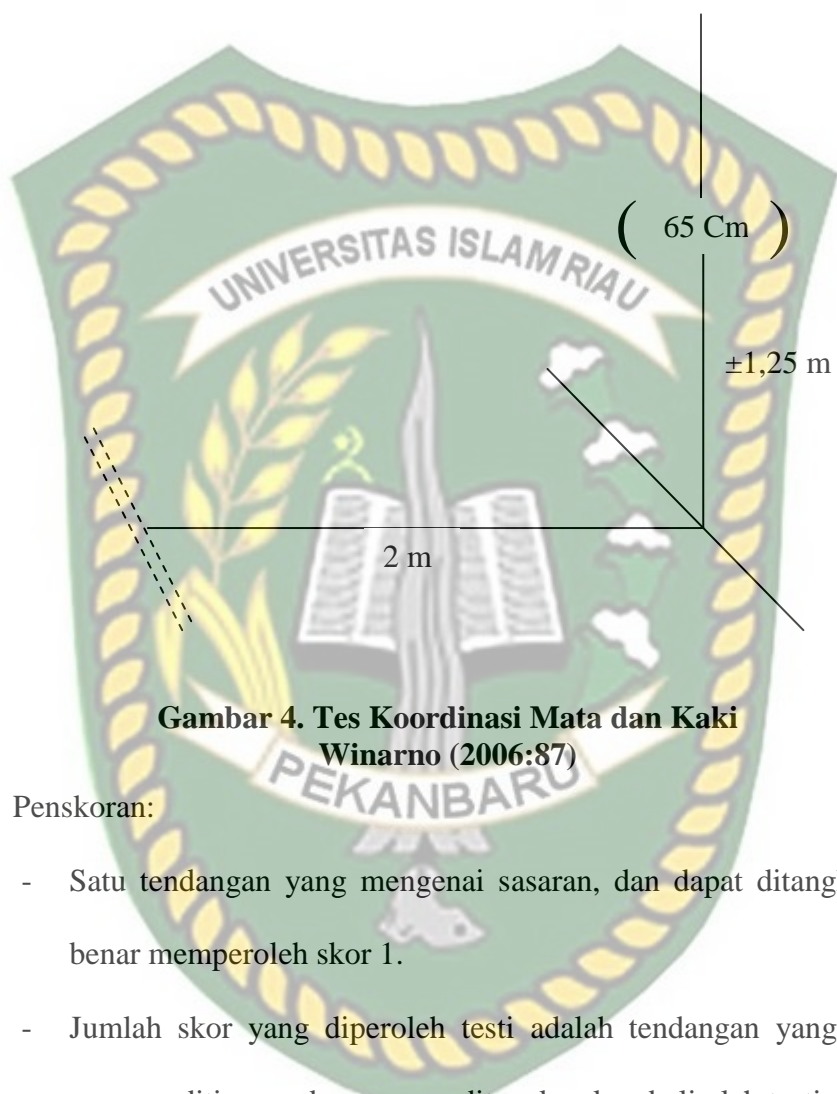 65 Cm
UNIVERSITAS ISLAM RIAU
±1,25 m
2 m
Gambar 4. Tes Koordinasi Mata dan Kaki
Winarno (2006:87)
PEKANBARU
Penskoran:
- Satu tendangan yang mengenai sasaran, dan dapat ditang
benar memperoleh skor 1.
- Jumlah skor yang diperoleh testi adalah tendangan yang